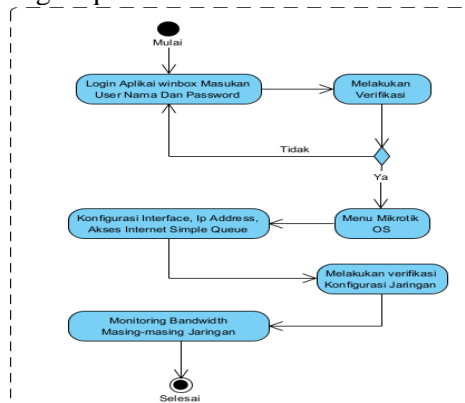 Mulai
Login Aplikai winbox Masukan
User Nama Dan Password
Melakukan
Verifikasi
Tidak
Ya
Konfigurasi Interface, Ip Address,
Akses Internet Simple Queue
Menu Mikrotik
OS
Melakukan verifikasi
Konfigurasi Jaringan
Monitoring Bandwidth
Masing-masing Jaringan
Selesai